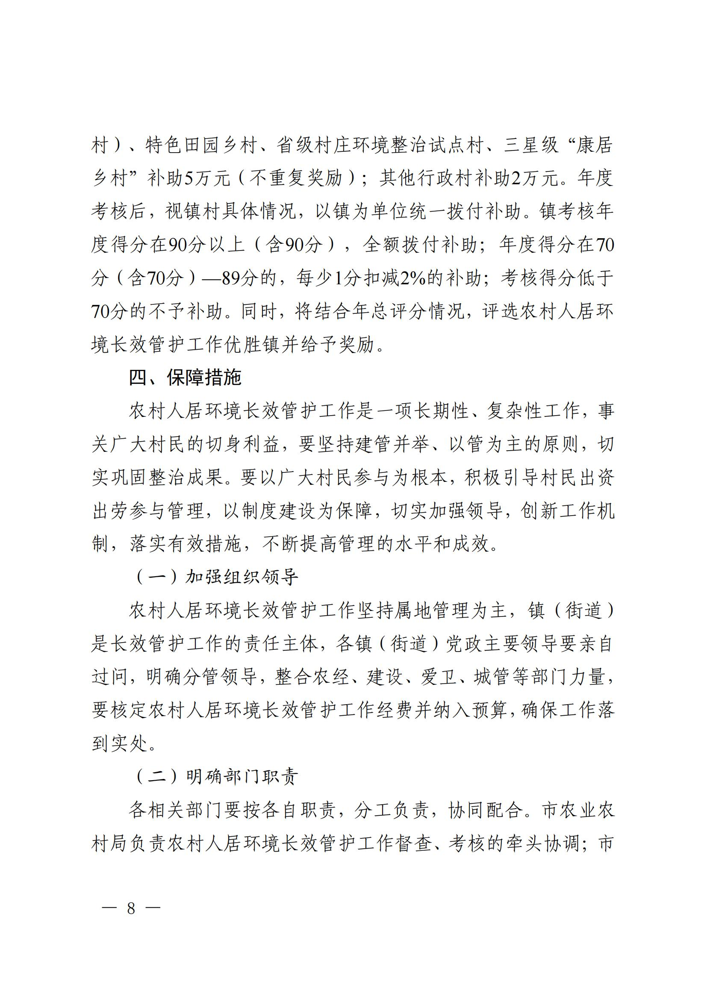 村）、特色田园乡村、省级村庄环境整治试点村、三星级“康居
乡村”补助5万元（不重复奖励）；其他行政村补助2万元。年度
考核后，视镇村具体情况，以镇为单位统一拨付补助。镇考核年
度得分在90分以上（含90分），全额拨付补助；年度得分在70
分（含70分）—89分的，每少1分扣减2%的补助；考核得分低于
70分的不予补助。同时，将结合年总评分情况，评选农村人居环
境长效管护工作优胜镇并给予奖励。
四、保障措施
农村人居环境长效管护工作是一项长期性、复杂性工作，事
关广大村民的切身利益，要坚持建管并举、以管为主的原则，切
实巩固整治成果。要以广大村民参与为根本，积极引导村民出资
出劳参与管理，以制度建设为保障，切实加强领导，创新工作机
制，落实有效措施，不断提高管理的水平和成效。
（一）加强组织领导
农村人居环境长效管护工作坚持属地管理为主，镇（街道）
是长效管护工作的责任主体，各镇（街道）党政主要领导要亲自
过问，明确分管领导，整合农经、建设、爱卫、城管等部门力量，
要核定农村人居环境长效管护工作经费并纳入预算，确保工作落
到实处。
（二）明确部门职责
各相关部门要按各自职责，分工负责，协同配合。市农业农
村局负责农村人居环境长效管护工作督查、考核的牵头协调；市
— 8 —